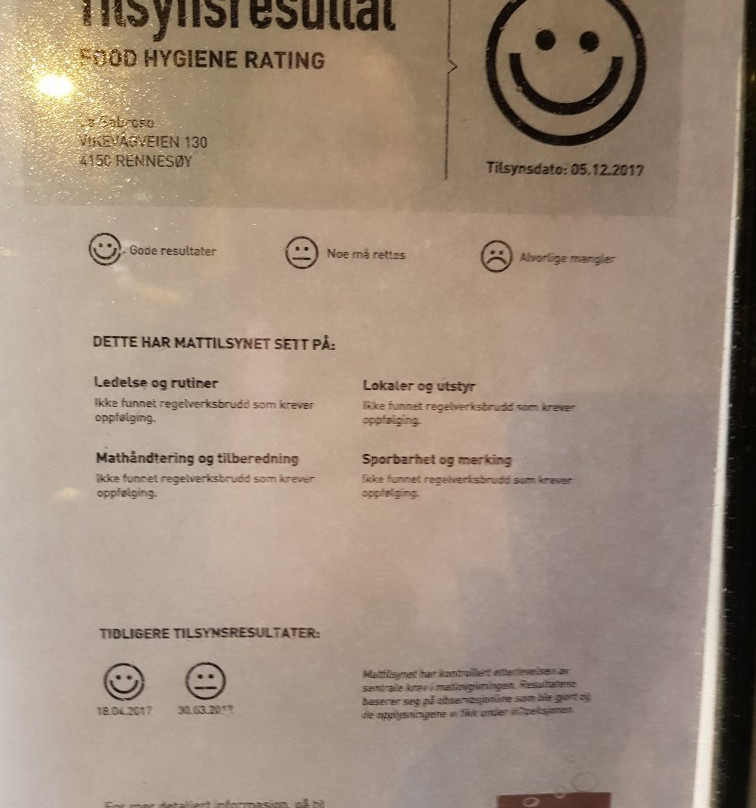 Tilsynsresultat
FOOD HYGIENE RATING
VIKEVÅGVEIEN 130
4150 RENNESØY
Tilsynsdato: 05.12.2017
Gode resultater
Noe må rettes
Alvorlige mangler
DETTE HAR MATTILSYNET SETT PÅ:
Ledelse og rutiner
Ikke funnet regelverksbrudd som krever
oppfølging.
Lokaler og utstyr
Ikke funnet regelverksbrudd som krever
oppfølging.
Mathåndtering og tilberedning
Ikke funnet regelverksbrudd som krever
oppfølging.
Sporbarhet og merking
Ikke funnet regelverksbrudd som krever
oppfølging.
TIDLIGERE TILSYNSRESULTATER:
18.04.2017
30.03.2017
Mattilsynet har kontrollert etterlevelsen av
sentrale krav i matlovgivningen. Resultatene
baserer seg på observasjonene som ble gjort og
de opplysningene vi fikk under inspeksjonen.
For mer detaljert informasjon, gå til